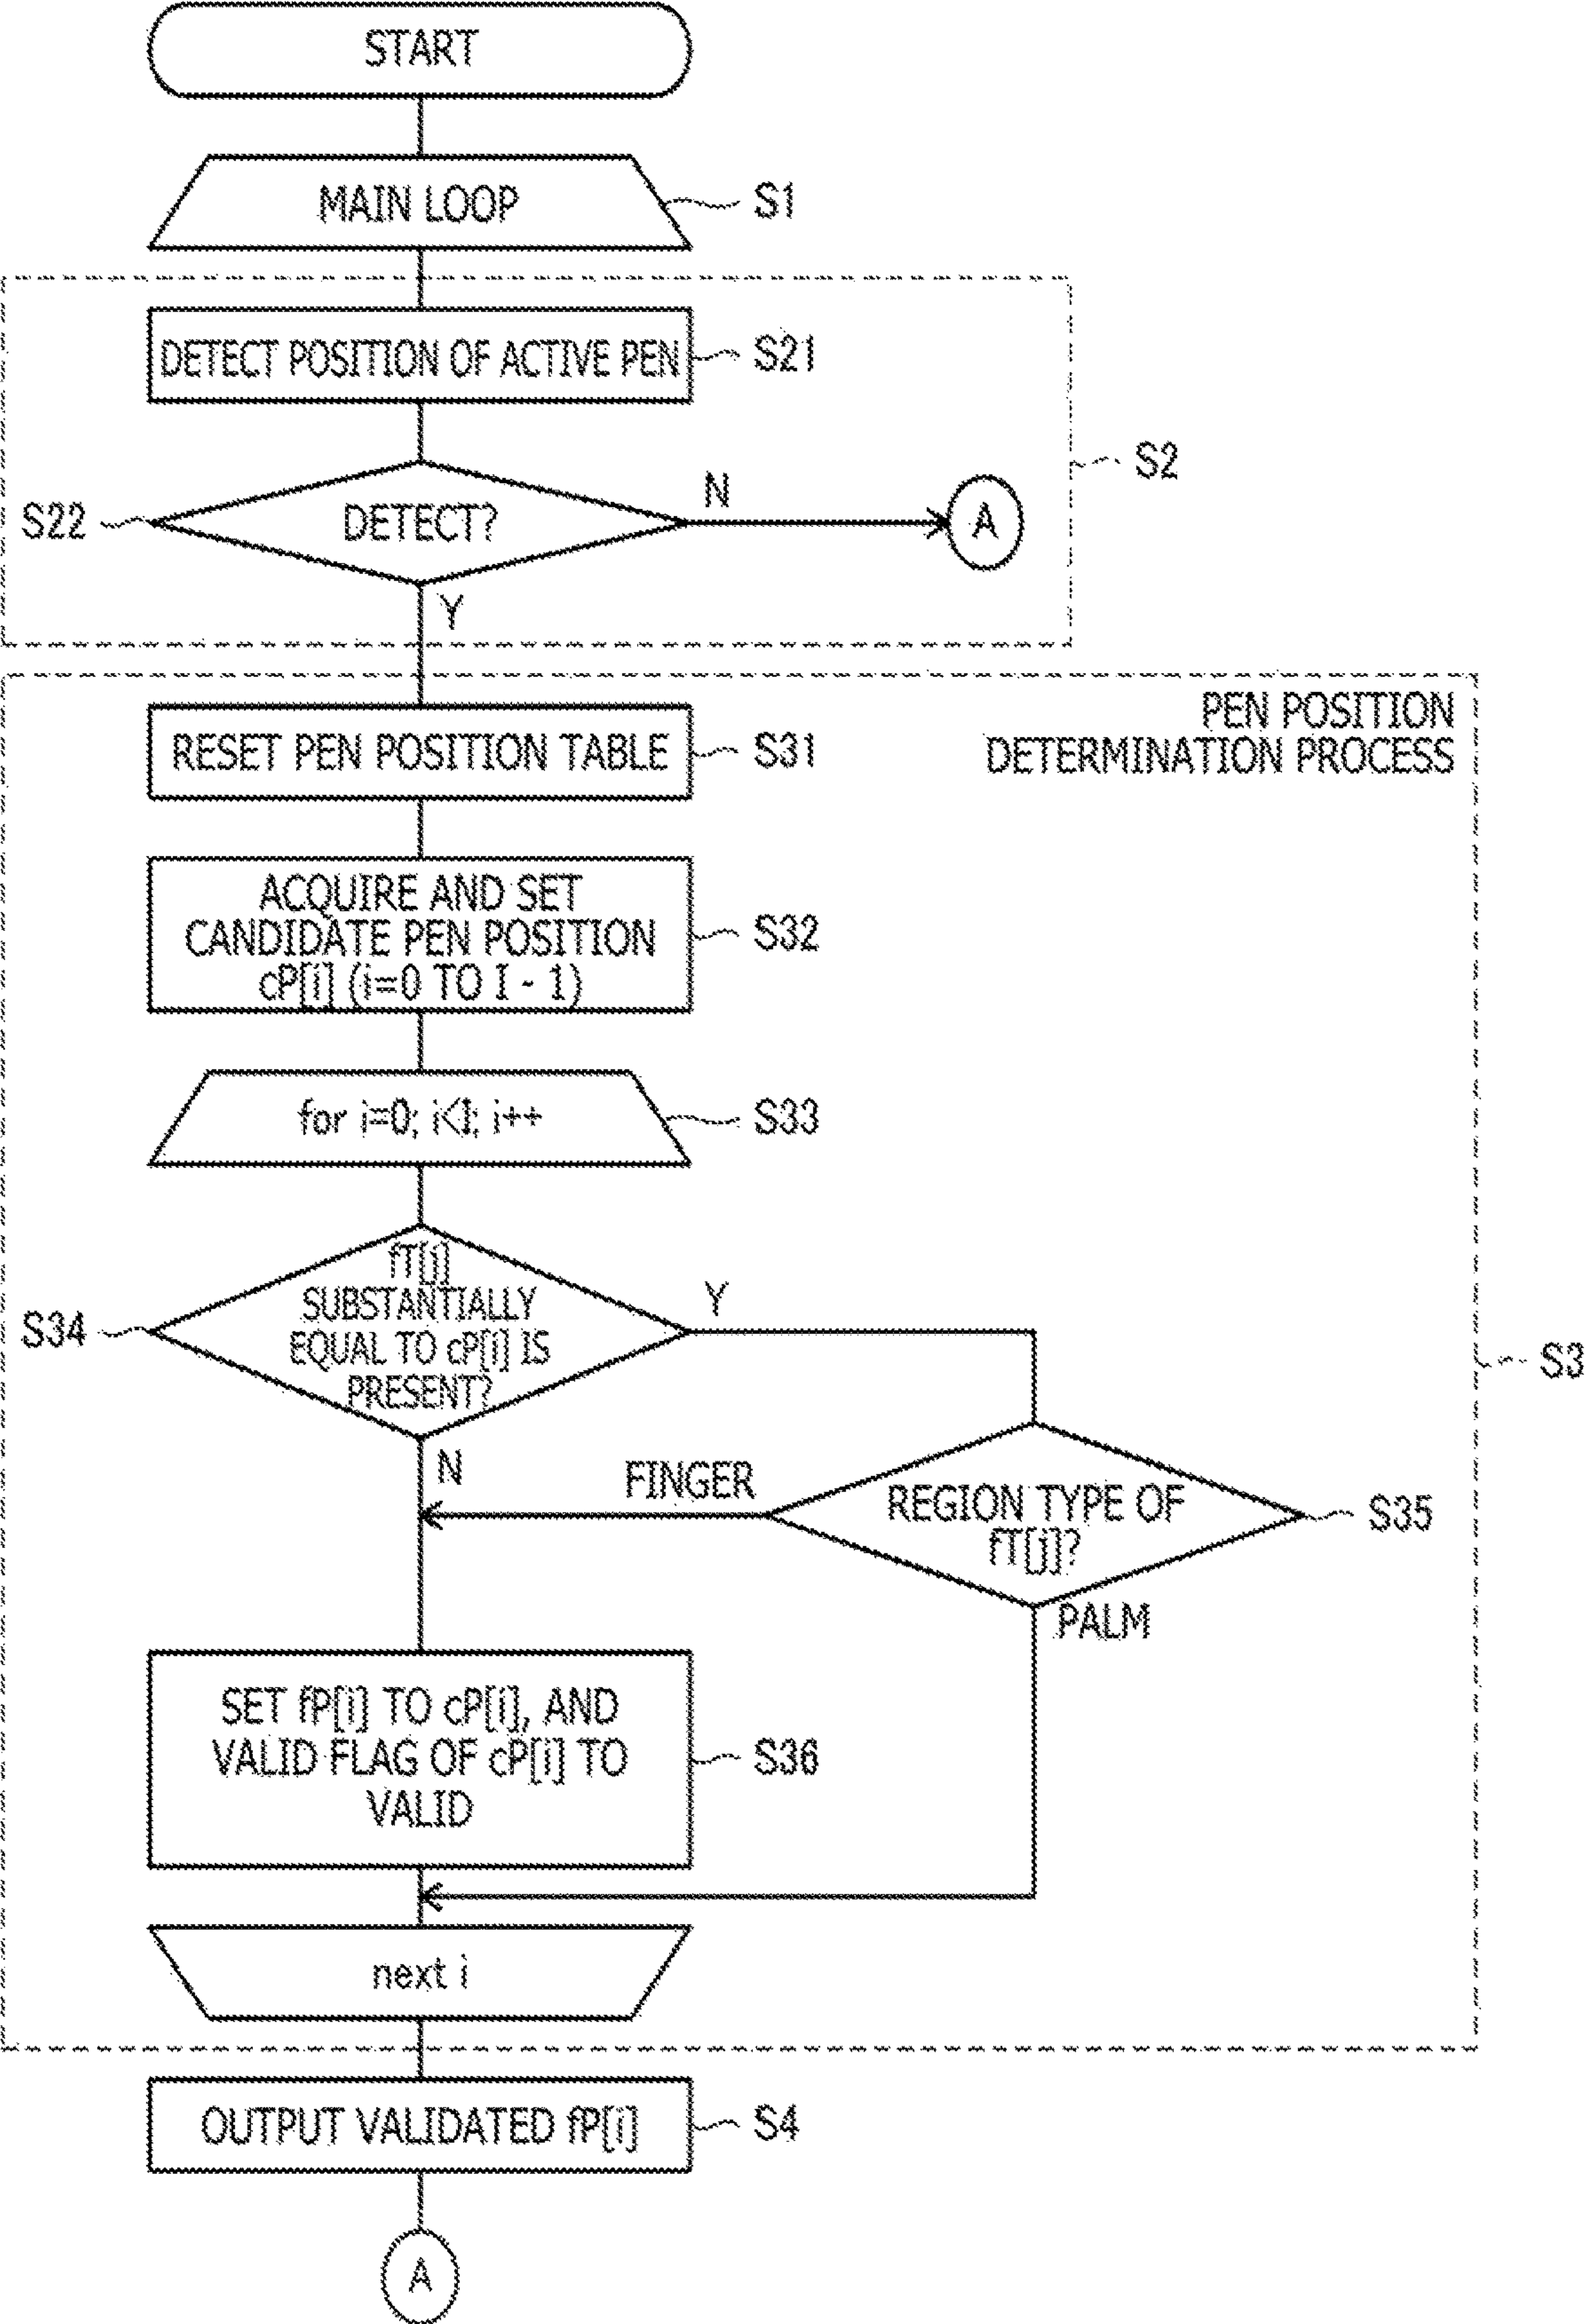 START
MAIN LOOP
S1
DETECT POSITION OF ACTIVE PEN
S21
S2
S22
DETECT?
N
A
Y
PEN POSITION
DETERMINATION PROCESS
RESET PEN POSITION TABLE
S31
ACQUIRE AND SET
CANDIDATE PEN POSITION
cP[i] (i=0 TO I - 1)
S32
for i=0; i<I; i++
S33
fT[j]
SUBSTANTIALLY
EQUAL TO cP[i] IS
PRESENT?
S34
Y
S3
N
FINGER
REGION TYPE OF
fT[j]?
S35
PALM
SET fP[i] TO cP[i], AND
VALID FLAG OF cP[i] TO
VALID
S36
next i
OUTPUT VALIDATED fP[i]
S4
A